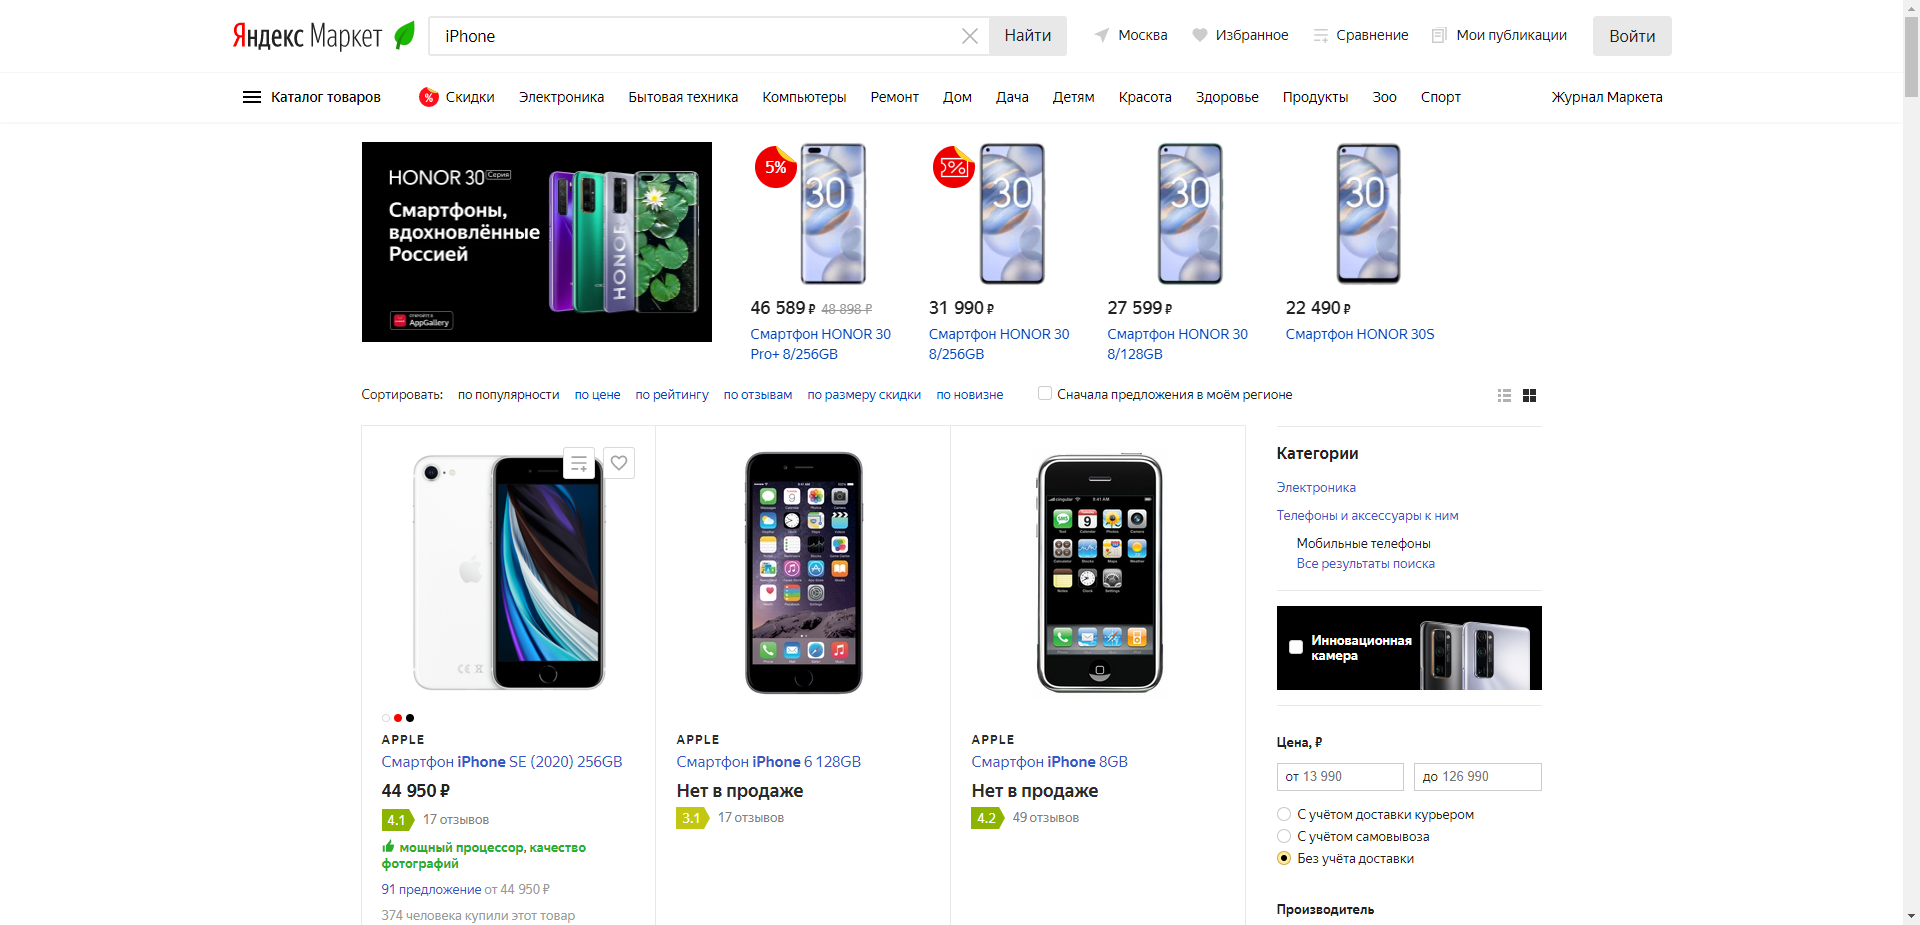 Яндекс Маркет
iPhone
Найти
Москва
Избранное
Сравнение
Мои публикации
Войти
Каталог товаров
%
Скидки
Электроника
Бытовая техника
Компьютеры
Ремонт
Дом
Дача
Детям
Красота
Здоровье
Продукты
Зоо
Спорт
Журнал Маркета
HONOR 30 Серия
Смартфоны,
вдохновлённые
Россией
AppGallery
HONOR
5%
30
46 589 ₽ 48 898 ₽
Смартфон HONOR 30
Pro+ 8/256GB
%
30
31 990 ₽
Смартфон HONOR 30
8/256GB
30
27 599 ₽
Смартфон HONOR 30
8/128GB
30
22 490 ₽
Смартфон HONOR 30S
Сортировать:
по популярности
по цене
по рейтингу
по отзывам
по размеру скидки
по новизне
Сначала предложения в моём регионе
APPLE
Смартфон iPhone SE (2020) 256GB
44 950 ₽
4.1 17 отзывов
мощный процессор, качество
фотографий
91 предложение от 44 950 ₽
374 человека купили этот товар
APPLE
Смартфон iPhone 6 128GB
Нет в продаже
3.1 17 отзывов
APPLE
Смартфон iPhone 8GB
Нет в продаже
4.2 49 отзывов
Категории
Электроника
Телефоны и аксессуары к ним
Мобильные телефоны
Все результаты поиска
Инновационная
камера
Цена, ₽
от 13 990
до 126 990
С учётом доставки курьером
С учётом самовывоза
Без учёта доставки
Производитель